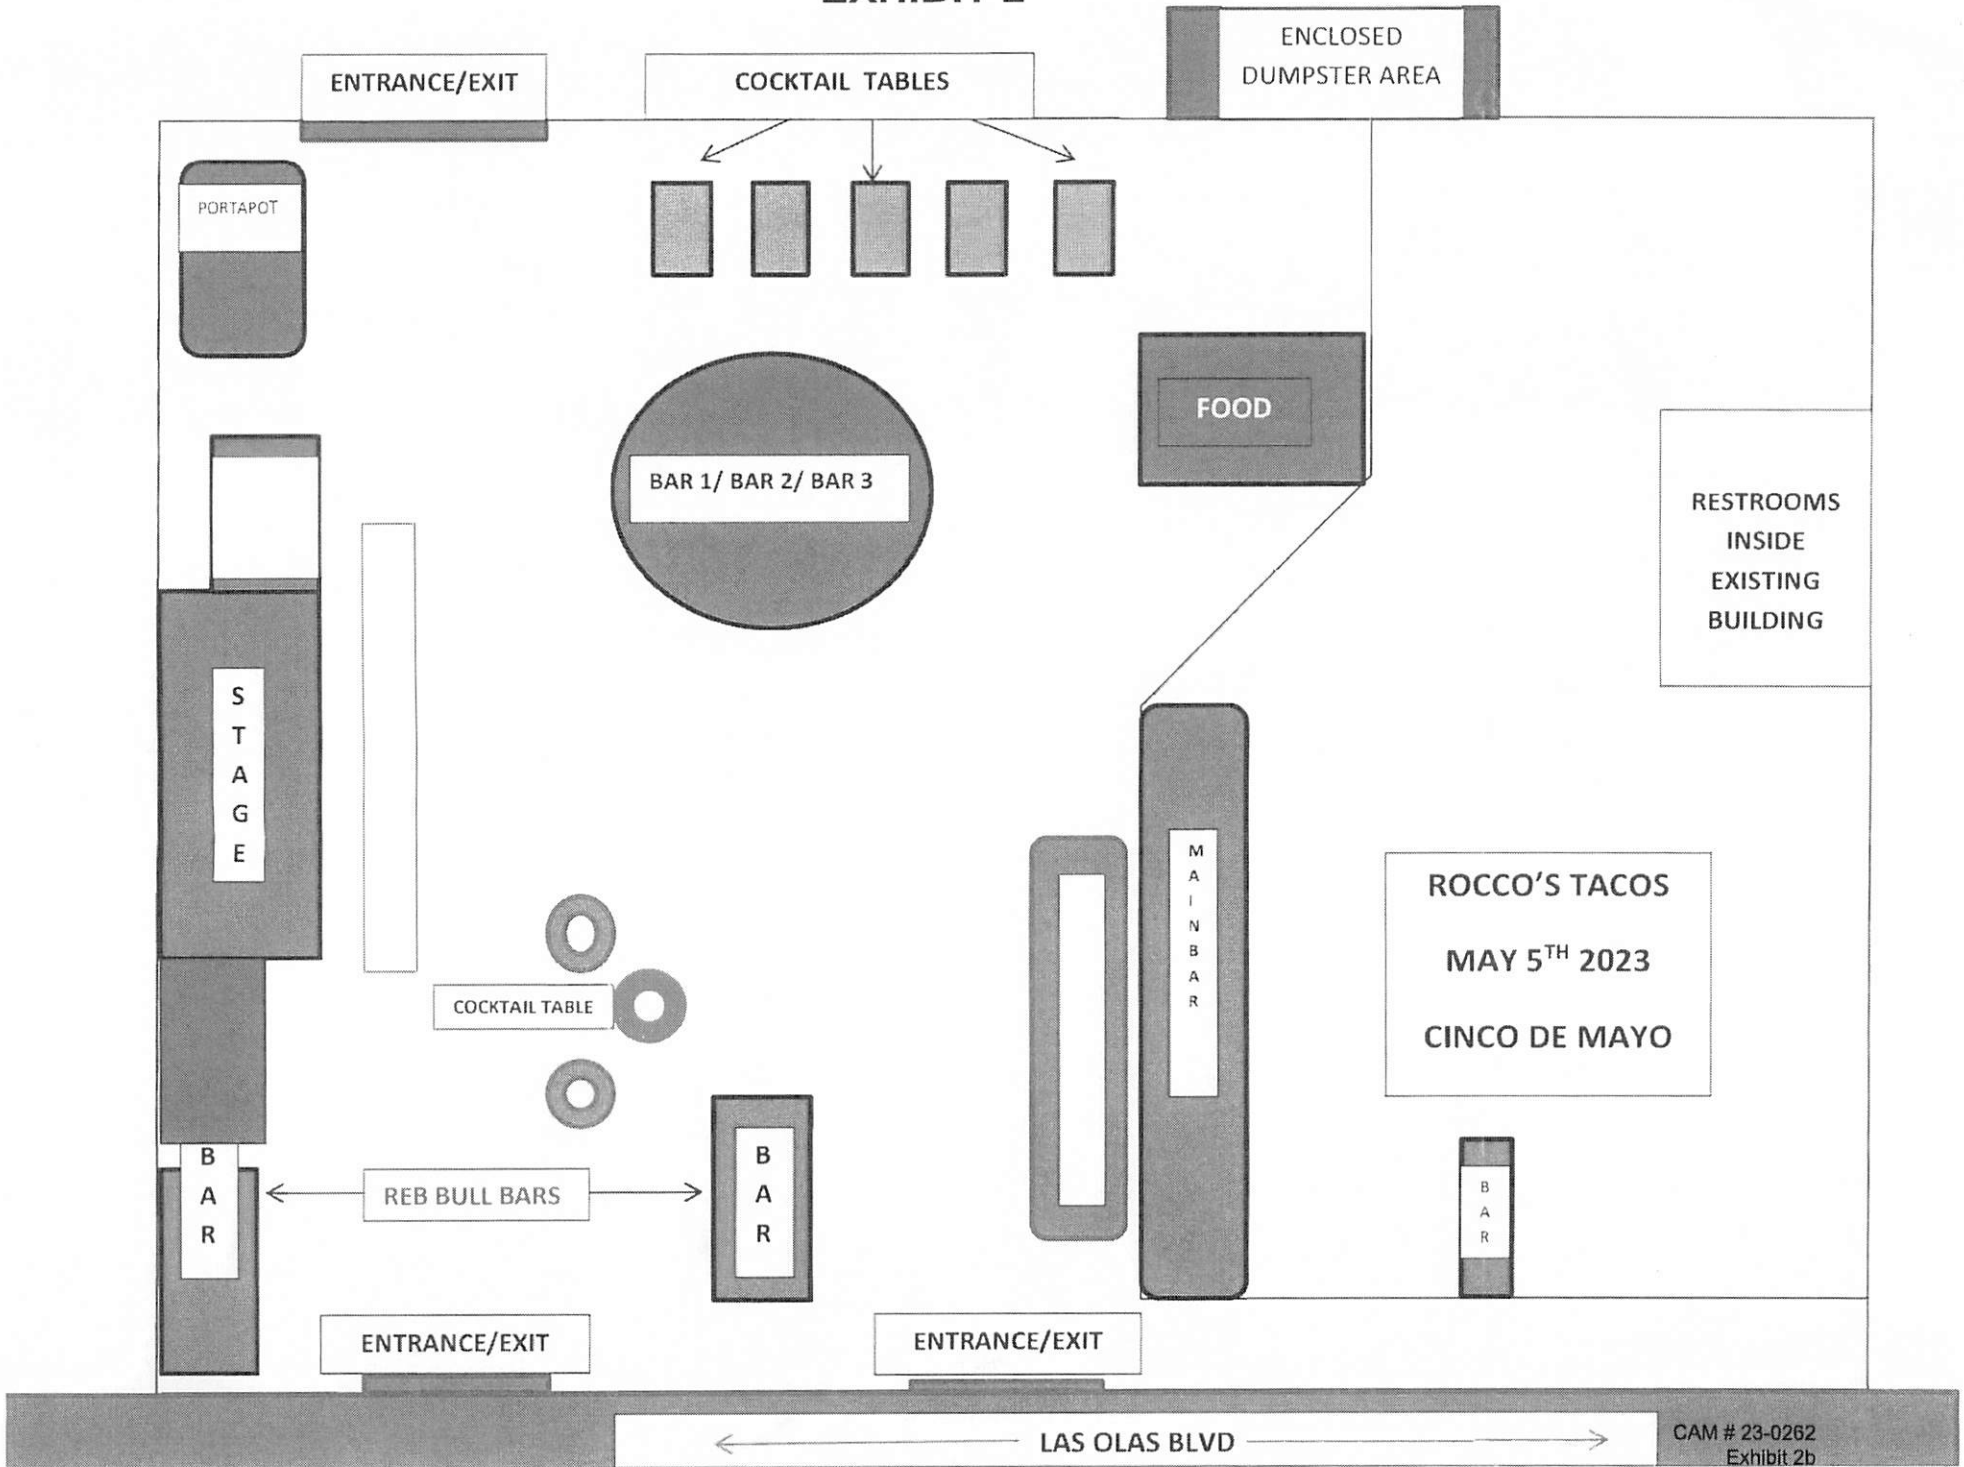 ENTRANCE/EXIT
COCKTAIL TABLES
ENCLOSED
DUMPSTER AREA
PORTAPOT
FOOD
BAR 1/ BAR 2/ BAR 3
RESTROOMS
INSIDE
EXISTING
BUILDING
S
T
A
G
E
M
A
I
N
B
A
R
ROCCO'S TACOS
MAY 5TH 2023
CINCO DE MAYO
COCKTAIL TABLE
B
A
R
REB BULL BARS
B
A
R
B
A
R
ENTRANCE/EXIT
ENTRANCE/EXIT
LAS OLAS BLVD
CAM # 23-0262
Exhibit 2b